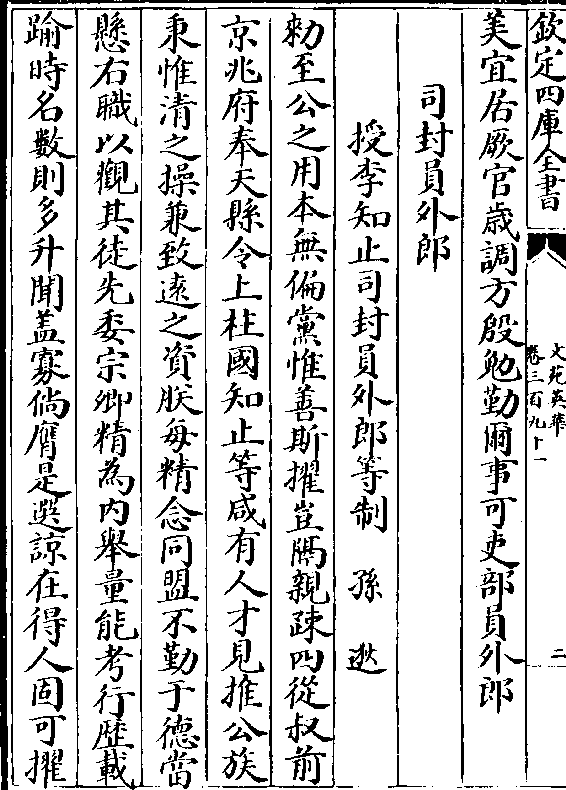 欽定四庫全書
文苑英華
卷三百九十一
二
美宜居厥官歲調方殷勉勤爾事可吏部員外郎
司封員外郎
授李知止司封員外郎等制 孫逖
勑至公之用本無偏黨惟善斯擢豈隔親疎四從叔前
京兆府奉天縣令上柱國知止等咸有人才見推公族
秉惟清之操兼致遠之資朕每精念同盟不勤于德當
懸右職以觀其徒先委宗卿精為内舉量能考行歴載
踰時名數則多升聞蓋寡倘膺是選諒在得人固可擢